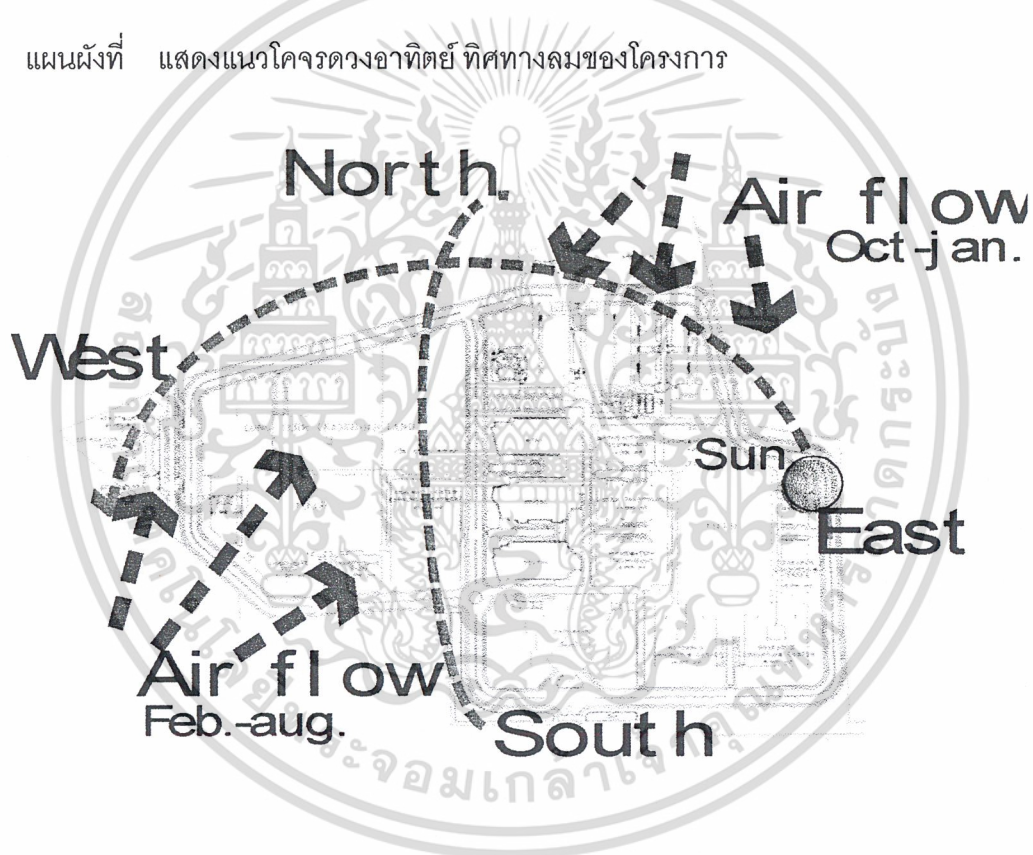 แผนผังที่ แสดงแนวโคจรดวงอาทิตย์ ทิศทางลมของโครงการ
North.
Air flow
Oct-jan.
West
Sun
East
Air flow
Feb.-aug.
South